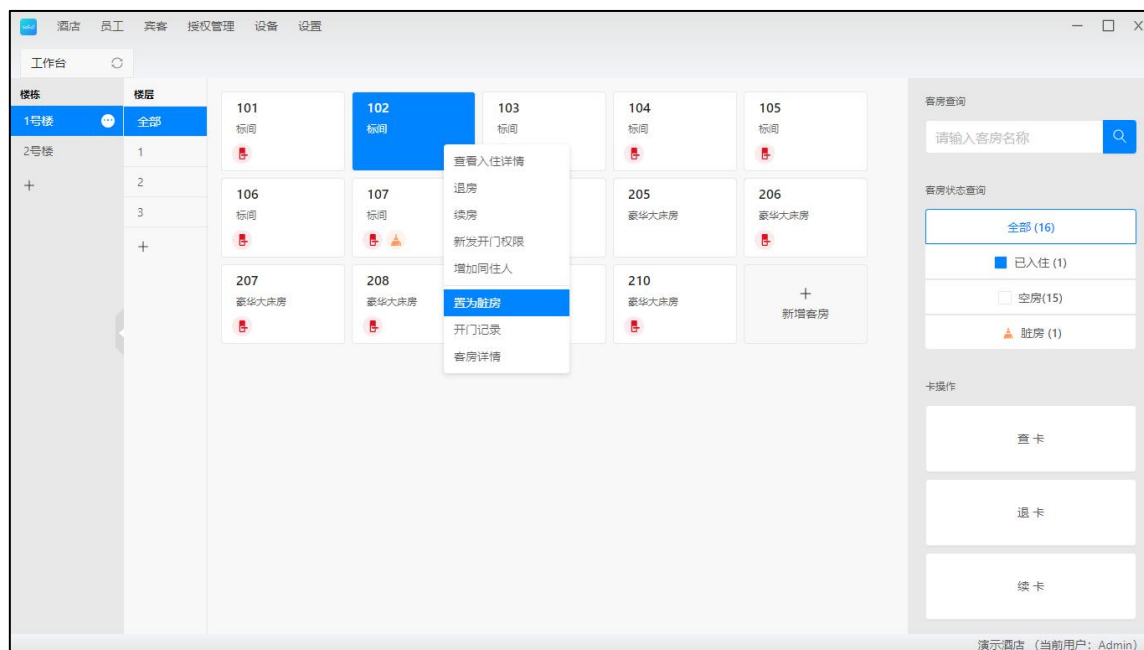 酒店 员工 宾客 授权管理 设备 设置
工作台
楼栋
1号楼
2号楼
楼层
全部
1
2
3
101
标间
102
标间
103
标间
104
标间
105
标间
106
标间
107
标间
205
豪华大床房
206
豪华大床房
207
豪华大床房
208
豪华大床房
210
豪华大床房
新增客房
查看入住详情
退房
续房
新发开门权限
增加同住人
置为脏房
开门记录
客房详情
客房查询
请输入客房名称
客房状态查询
全部 (16)
已入住 (1)
空房(15)
脏房 (1)
卡操作
查 卡
退 卡
续 卡
演示酒店 （当前用户：Admin）